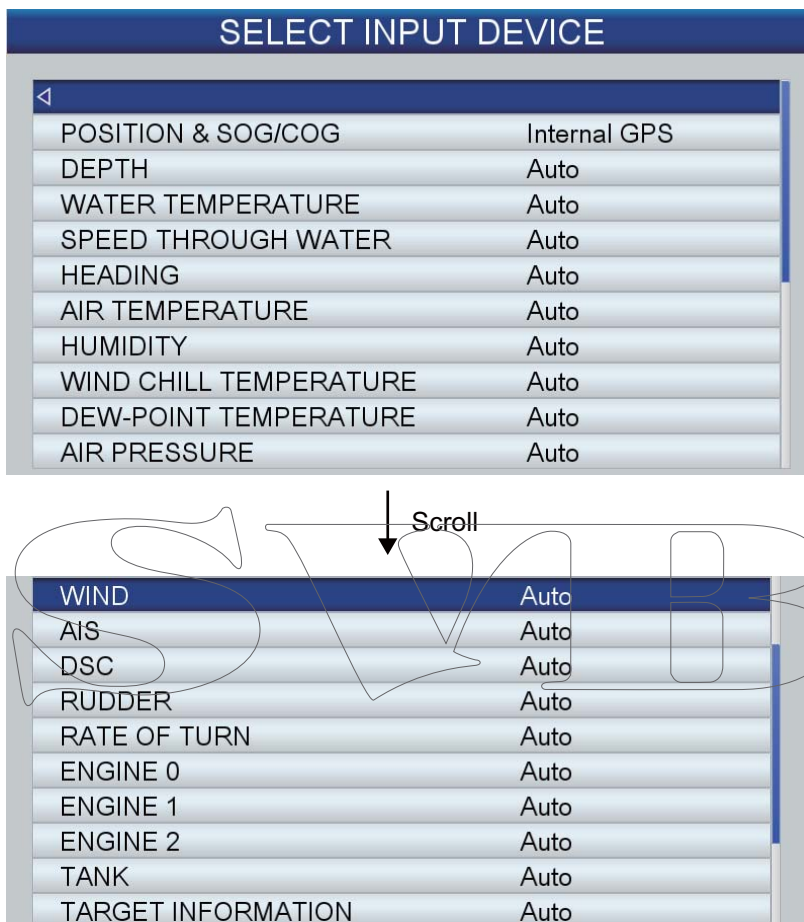 SELECT INPUT DEVICE
POSITION & SOG/COG Internal GPS
DEPTH Auto
WATER TEMPERATURE Auto
SPEED THROUGH WATER Auto
HEADING Auto
AIR TEMPERATURE Auto
HUMIDITY Auto
WIND CHILL TEMPERATURE Auto
DEW-POINT TEMPERATURE Auto
AIR PRESSURE Auto
Scroll
WIND Auto
AIS Auto
DSC Auto
RUDDER Auto
RATE OF TURN Auto
ENGINE 0 Auto
ENGINE 1 Auto
ENGINE 2 Auto
TANK Auto
TARGET INFORMATION Auto